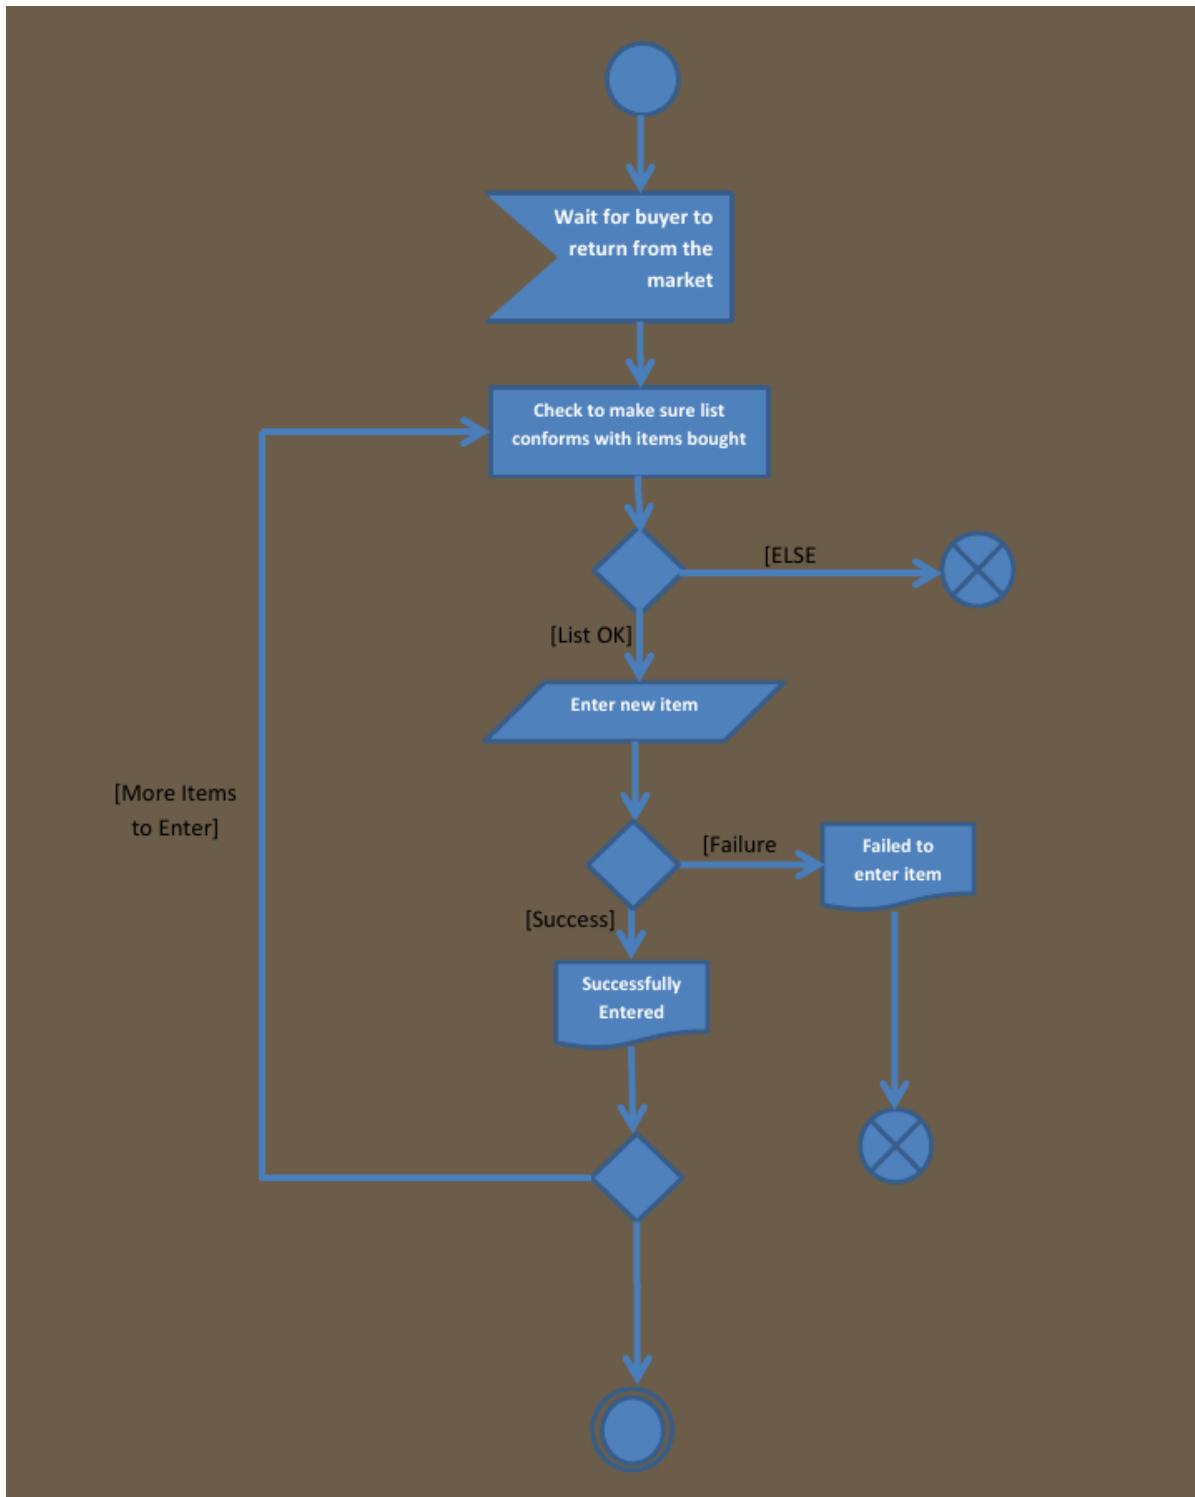 Wait for buyer to
return from the
market
Check to make sure list
conforms with items bought
[ELSE
[List OK]
Enter new item
[More Items
to Enter]
[Failure
Failed to
enter item
[Success]
Successfully
Entered